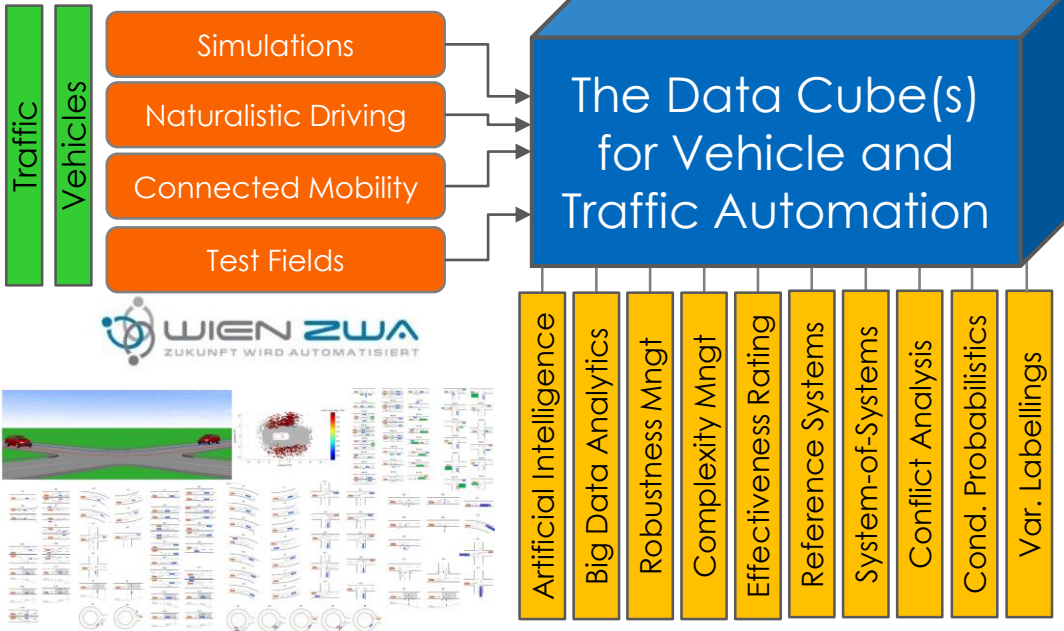 Traffic
Vehicles
Simulations
Naturalistic Driving
Connected Mobility
Test Fields
The Data Cube(s)
for Vehicle and
Traffic Automation
WIEN ZWA
ZUKUNFT WIRD AUTOMATISIERT
Artificial Intelligence
Big Data Analytics
Robustness Mngt
Complexity Mngt
Effectiveness Rating
Reference Systems
System-of-Systems
Conflict Analysis
Cond. Probabilistics
Var. Labellings